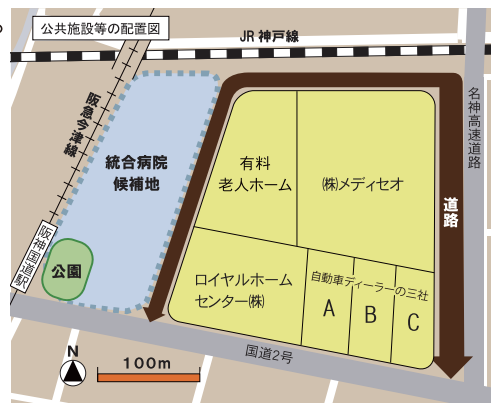 公共施設等の配置図
JR 神戸線
阪急今津線
名神高速道路
統合病院
候補地
有料
老人ホーム
㈱メディセオ
道路
阪神国道駅
公園
ロイヤルホーム
センター㈱
自動車ディーラーの三社
A
B
C
国道2号
N
100m